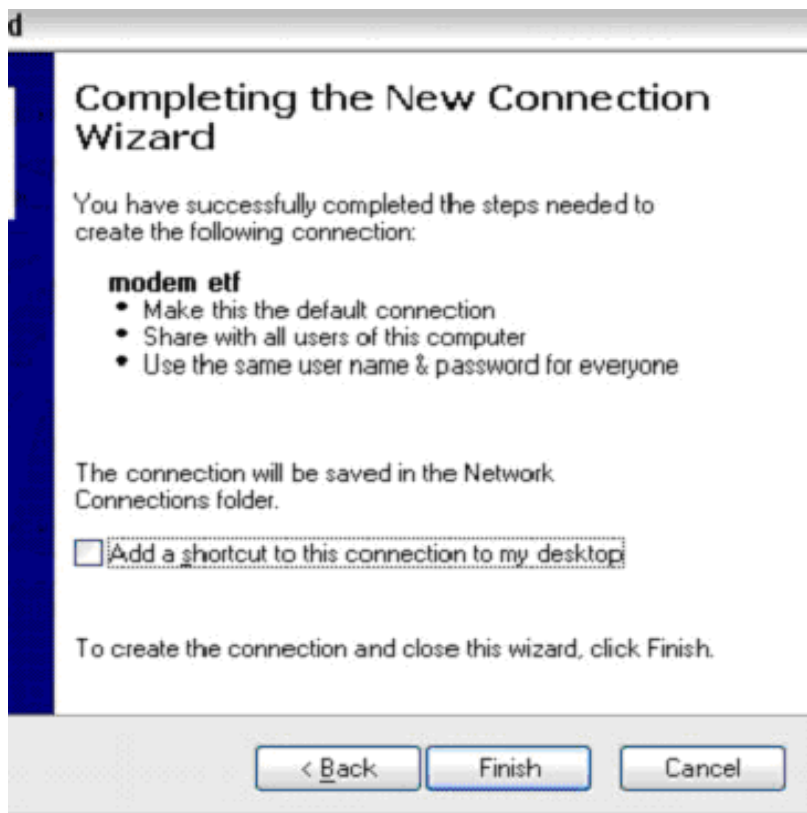 d
Completing the New Connection
Wizard
You have successfully completed the steps needed to
create the following connection:
modem etf
• Make this the default connection
• Share with all users of this computer
• Use the same user name & password for everyone
The connection will be saved in the Network
Connections folder.
Add a shortcut to this connection to my desktop
To create the connection and close this wizard, click Finish.
< Back Finish Cancel